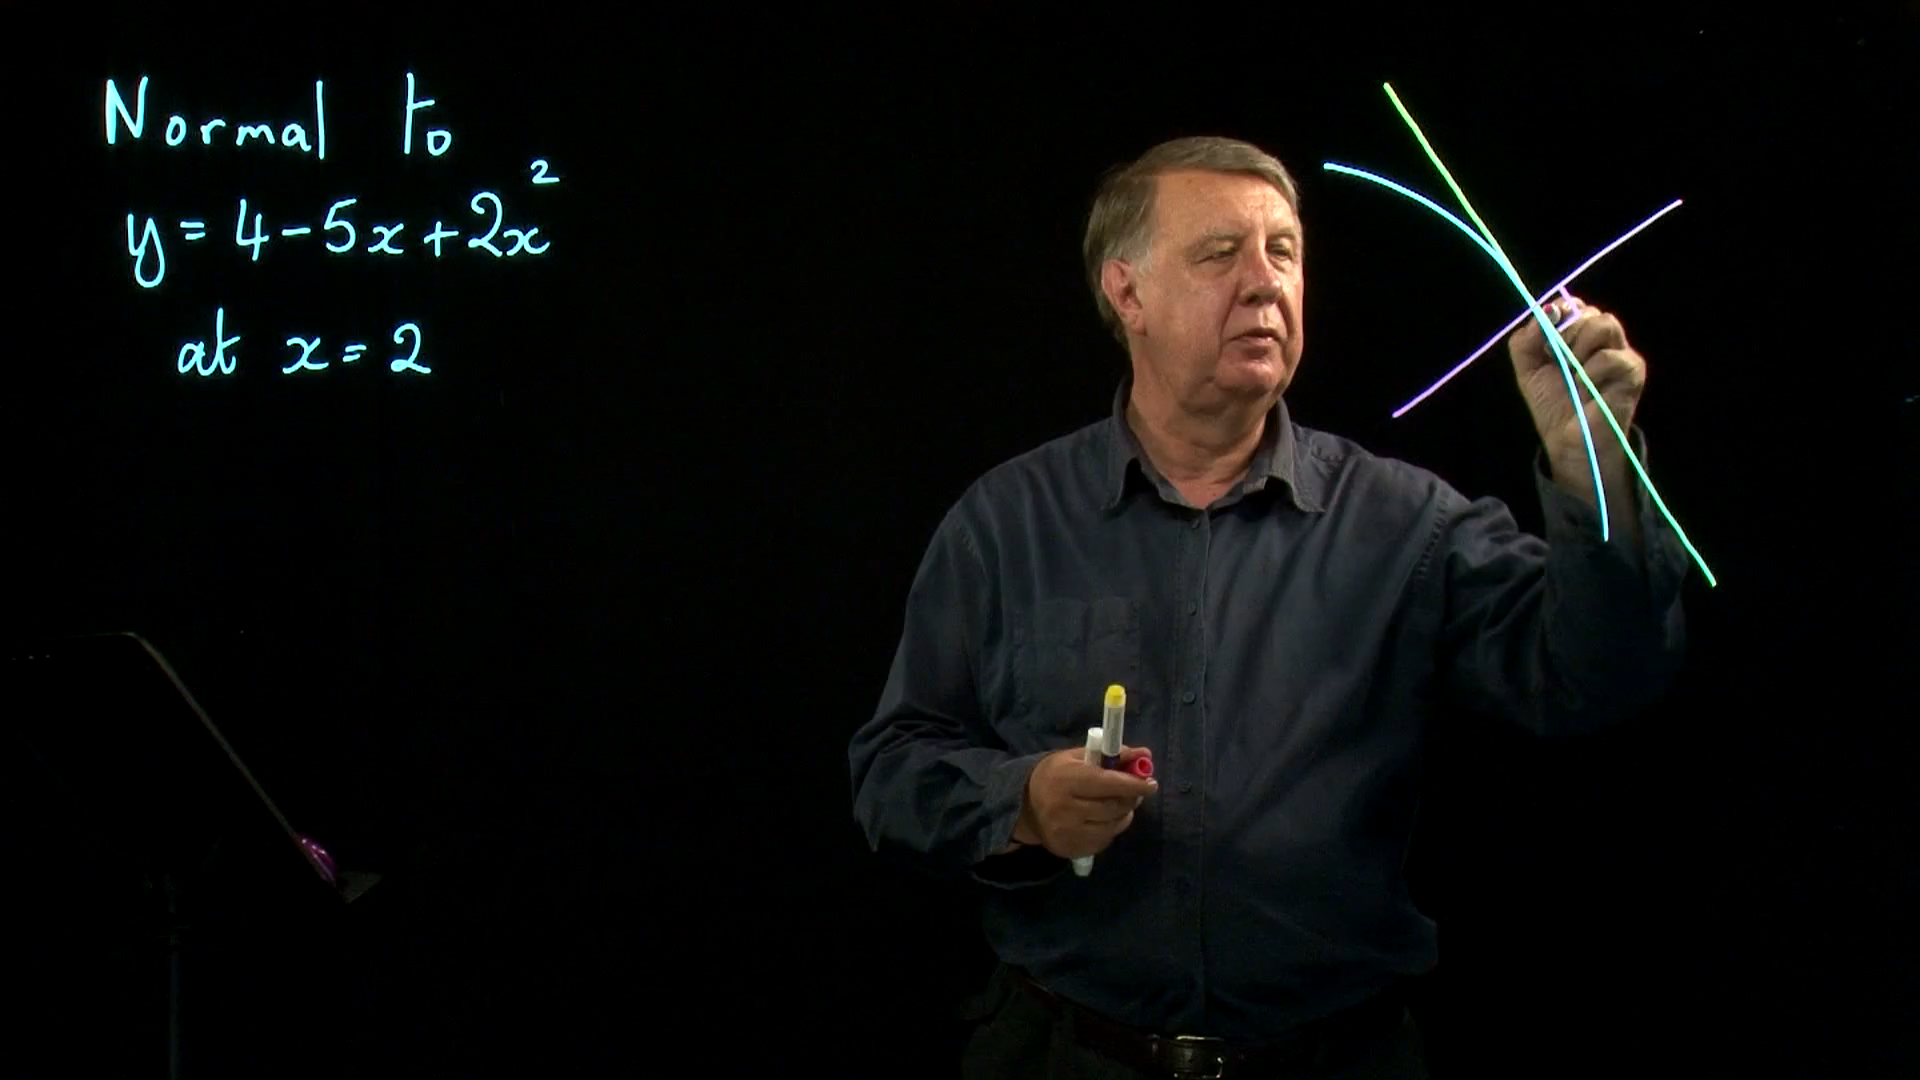 Normal to
y = 4 - 5x + 2x²
at x = 2